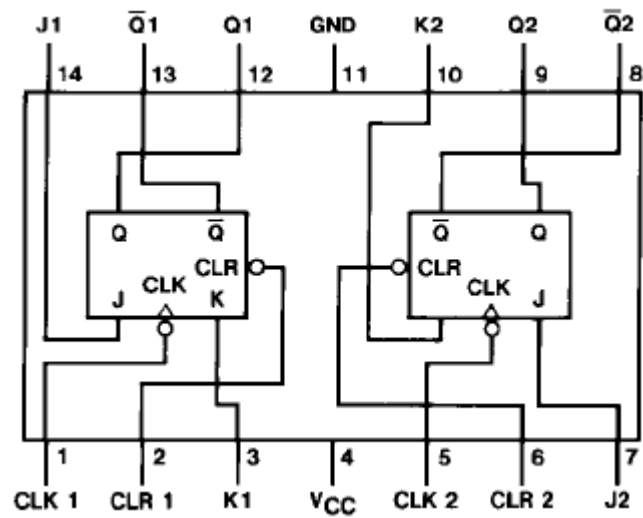 J1 Q̅1 Q1 GND K2 Q2 Q̅2
14 13 12 11 10 9 8
Q Q̅ Q̅ Q
CLR CLR
CLK CLK
J K J
1 2 3 4 5 6 7
CLK 1 CLR 1 K1 VCC CLK 2 CLR 2 J2